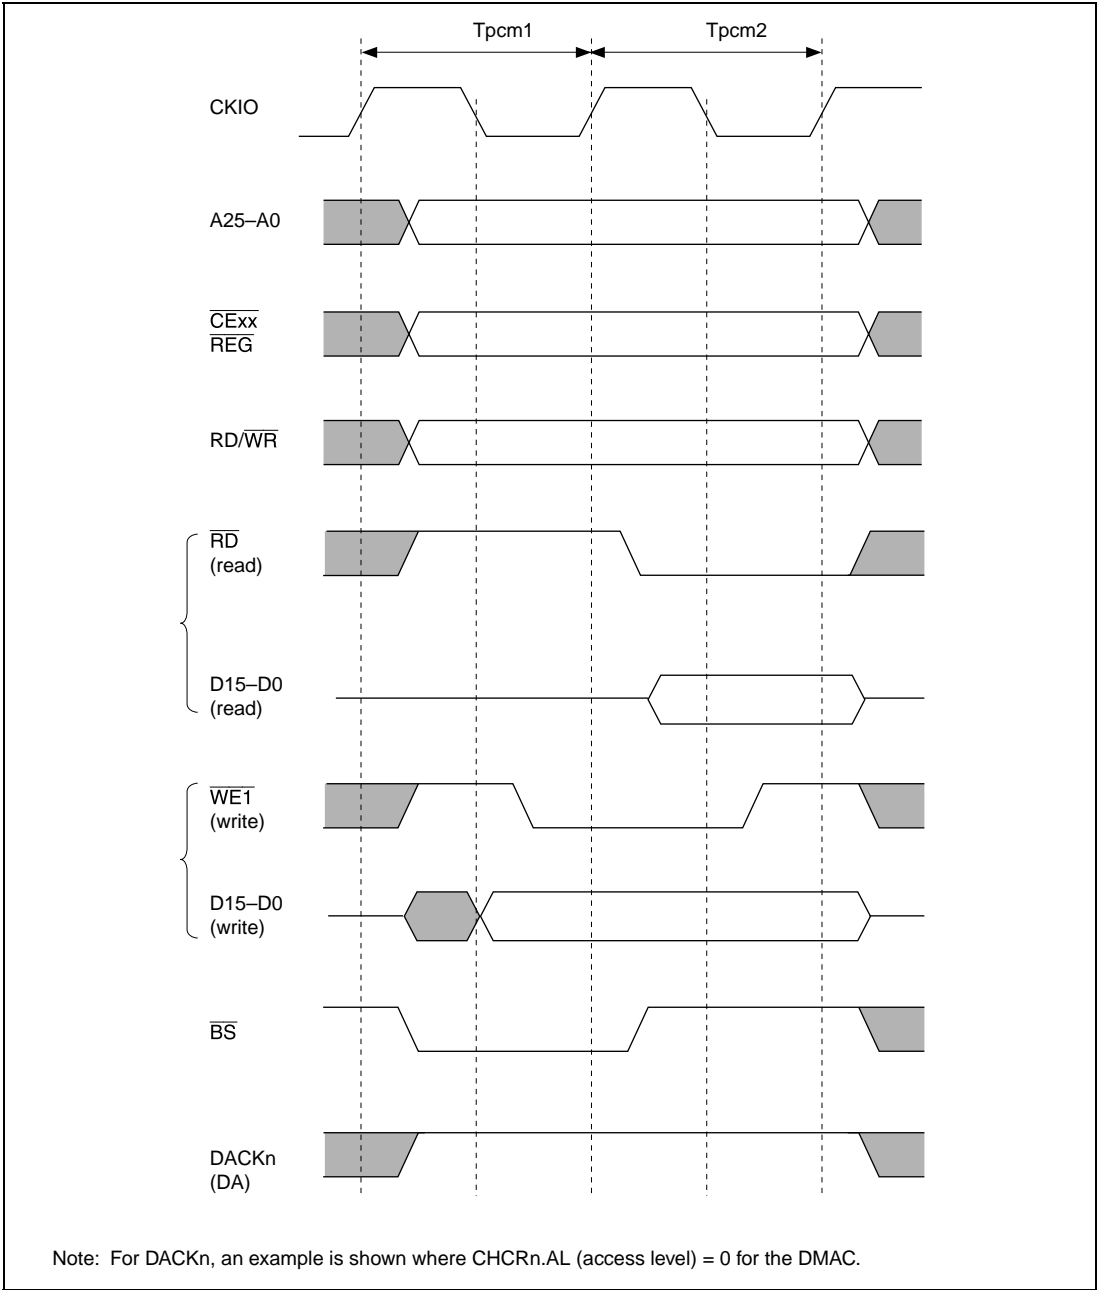 Tpcm1 Tpcm2
CKIO
A25–A0
CExx
REG
RD/WR
RD
(read)
D15–D0
(read)
WE1
(write)
D15–D0
(write)
BS
DACKn
(DA)
Note: For DACKn, an example is shown where CHCRn.AL (access level) = 0 for the DMAC.